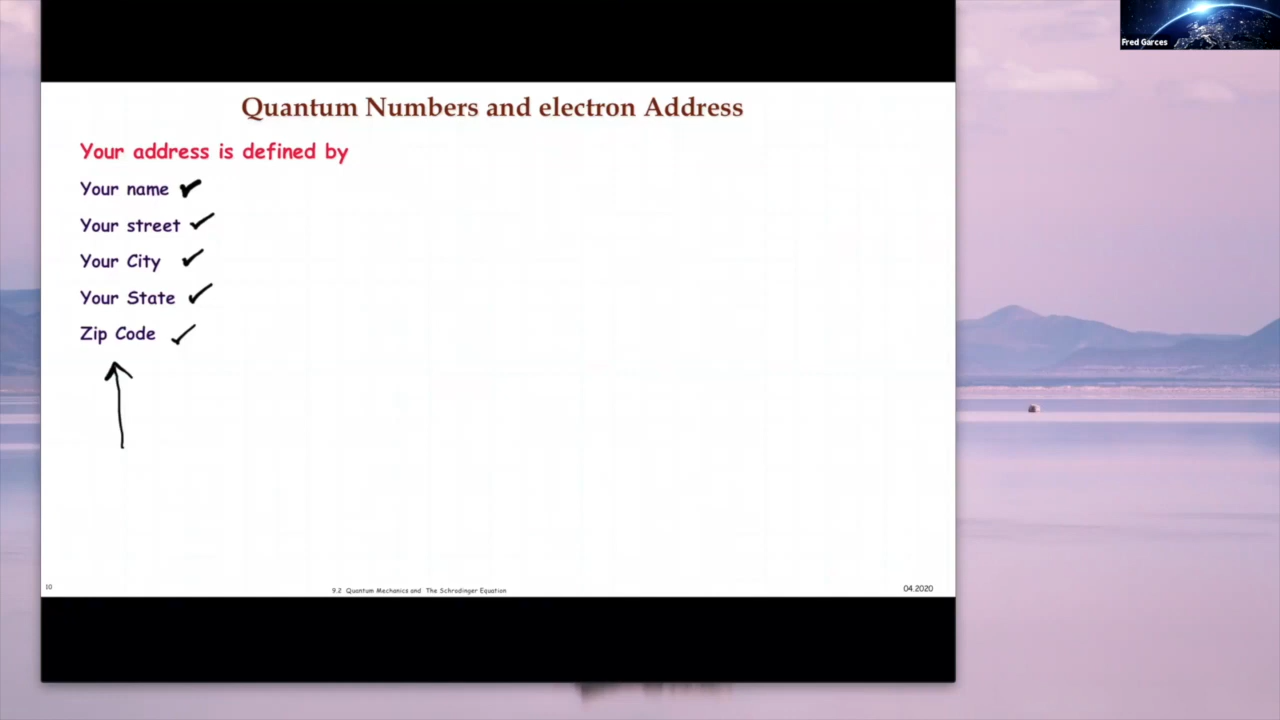 Fred Garces
Quantum Numbers and electron Address
Your address is defined by
Your name
Your street
Your City
Your State
Zip Code
10
9.2 Quantum Mechanics and The Schrodinger Equation
04.2020